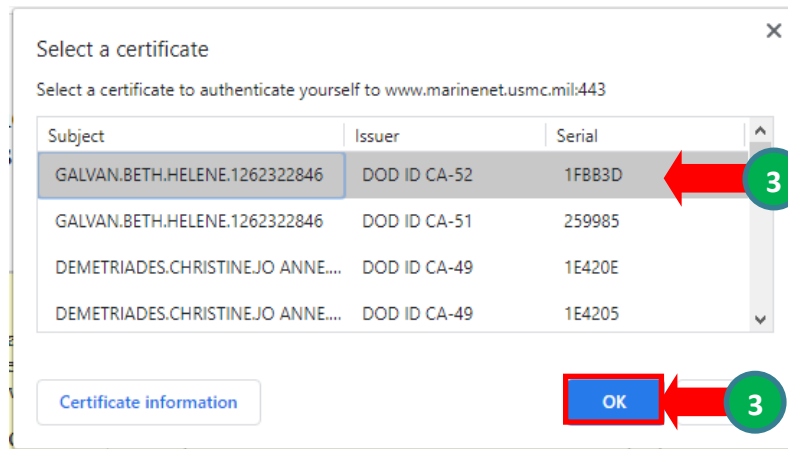 Select a certificate
Select a certificate to authenticate yourself to www.marinenet.usmc.mil:443
Subject Issuer Serial
GALVAN.BETH.HELENE.1262322846 DOD ID CA-52 1FBB3D 3
GALVAN.BETH.HELENE.1262322846 DOD ID CA-51 259985
DEMETRIADES.CHRISTINE.JO ANNE.... DOD ID CA-49 1E420E
DEMETRIADES.CHRISTINE.JO ANNE.... DOD ID CA-49 1E4205
Certificate information OK 3